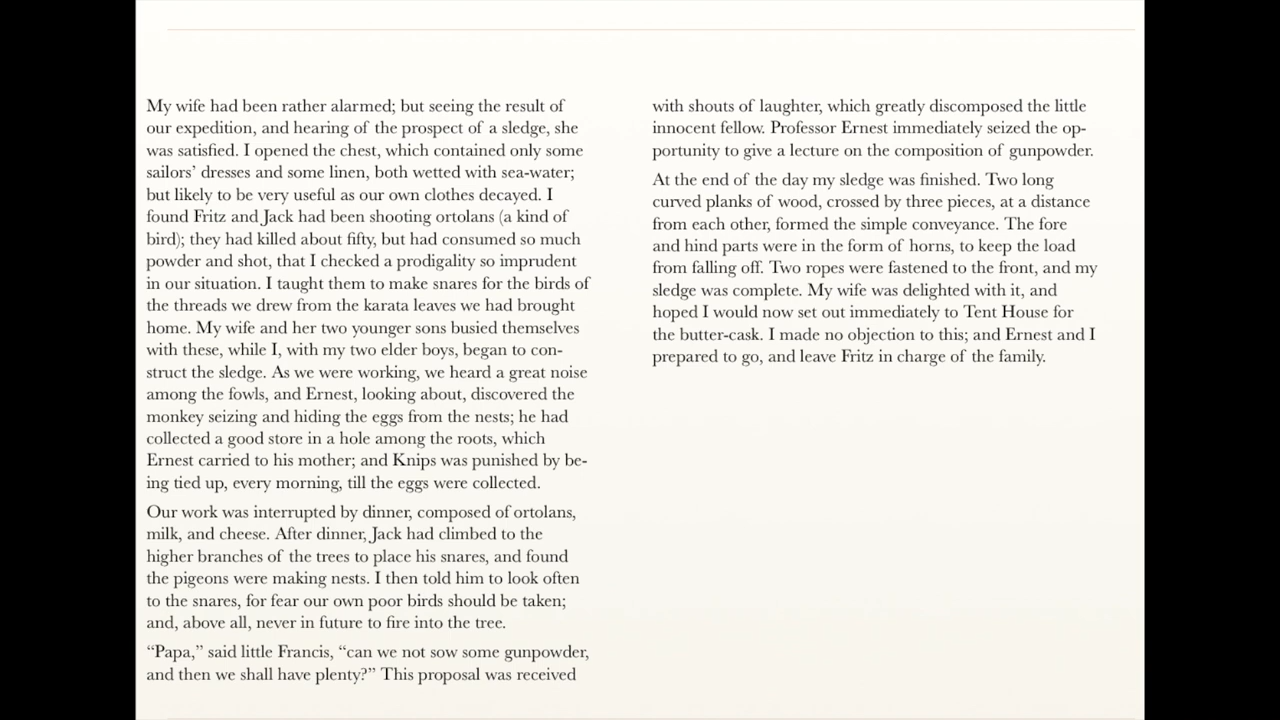 My wife had been rather alarmed; but seeing the result of
our expedition, and hearing of the prospect of a sledge, she
was satisfied. I opened the chest, which contained only some
sailors’ dresses and some linen, both wetted with sea-water;
but likely to be very useful as our own clothes decayed. I
found Fritz and Jack had been shooting ortolans (a kind of
bird); they had killed about fifty, but had consumed so much
powder and shot, that I checked a prodigality so imprudent
in our situation. I taught them to make snares for the birds of
the threads we drew from the karata leaves we had brought
home. My wife and her two younger sons busied themselves
with these, while I, with my two elder boys, began to con-
struct the sledge. As we were working, we heard a great noise
among the fowls, and Ernest, looking about, discovered the
monkey seizing and hiding the eggs from the nests; he had
collected a good store in a hole among the roots, which
Ernest carried to his mother; and Knips was punished by be-
ing tied up, every morning, till the eggs were collected.
Our work was interrupted by dinner, composed of ortolans,
milk, and cheese. After dinner, Jack had climbed to the
higher branches of the trees to place his snares, and found
the pigeons were making nests. I then told him to look often
to the snares, for fear our own poor birds should be taken;
and, above all, never in future to fire into the tree.
“Papa,” said little Francis, “can we not sow some gunpowder,
and then we shall have plenty?” This proposal was received
with shouts of laughter, which greatly discomposed the little
innocent fellow. Professor Ernest immediately seized the op-
portunity to give a lecture on the composition of gunpowder.
At the end of the day my sledge was finished. Two long
curved planks of wood, crossed by three pieces, at a distance
from each other, formed the simple conveyance. The fore
and hind parts were in the form of horns, to keep the load
from falling off. Two ropes were fastened to the front, and my
sledge was complete. My wife was delighted with it, and
hoped I would now set out immediately to Tent House for
the butter-cask. I made no objection to this; and Ernest and I
prepared to go, and leave Fritz in charge of the family.